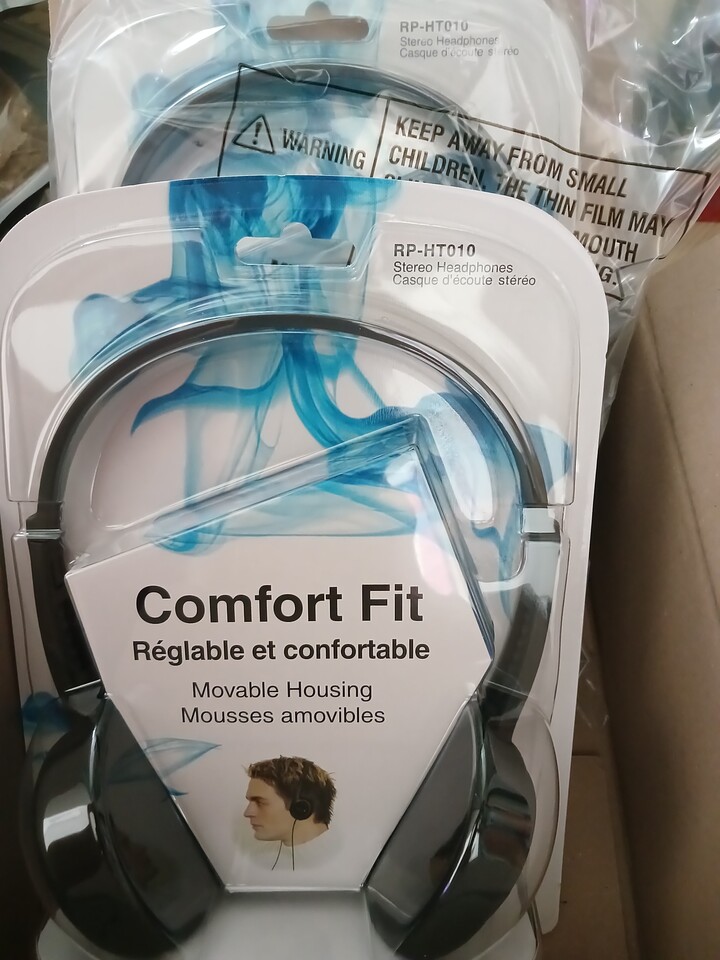 RP-HT010
Stereo Headphones
Casque d'écoute stéréo
WARNING
KEEP AWAY FROM SMALL
CHILDREN. THE THIN FILM MAY
MOUTH
RP-HT010
Stereo Headphones
Casque d'écoute stéréo
Comfort Fit
Réglable et confortable
Movable Housing
Mousses amovibles